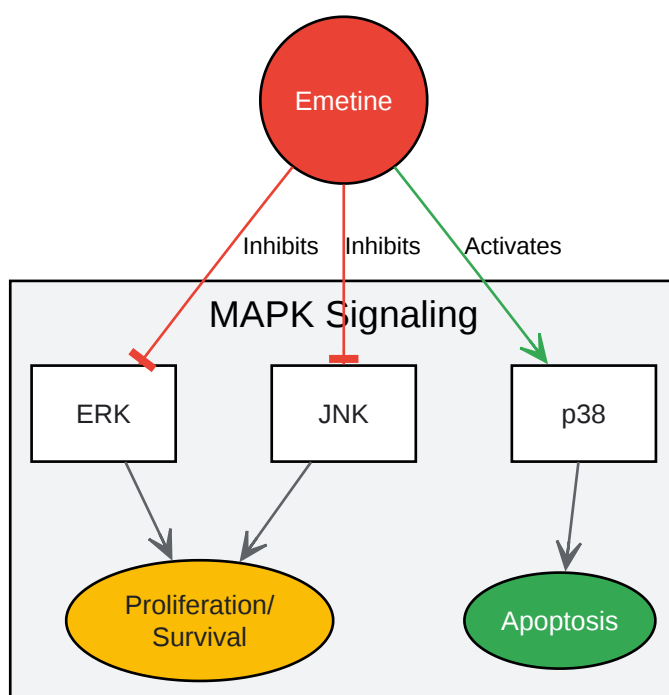 Emetine
Inhibits
Inhibits
Activates
MAPK Signaling
ERK
JNK
p38
Proliferation/
Survival
Apoptosis